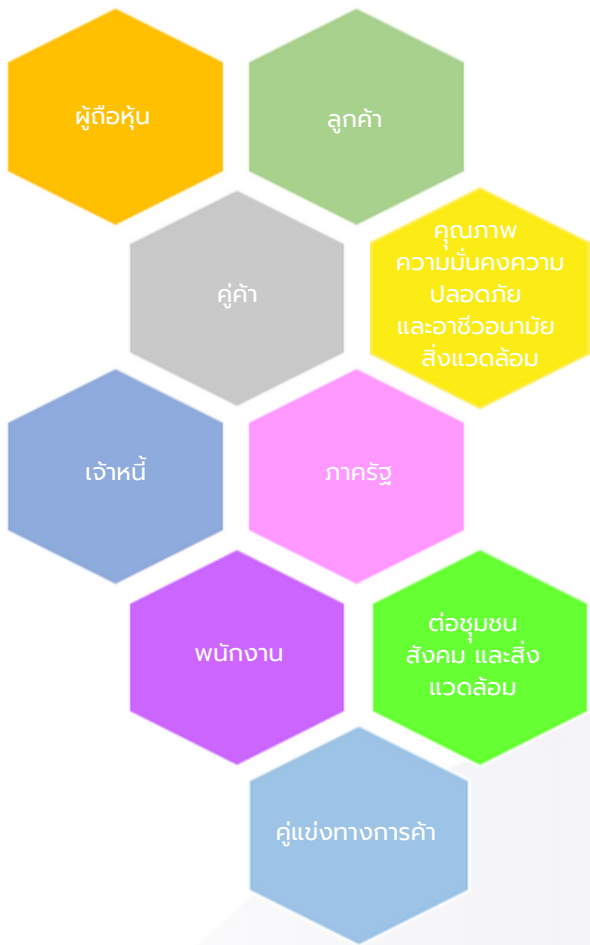 ผู้ถือหุ้น
ลูกค้า
คู่ค้า
คุณภาพ
ความมั่นคงความ
ปลอดภัย
และอาชีวอนามัย
สิ่งแวดล้อม
เจ้าหนี้
ภาครัฐ
พนักงาน
ต่อชุมชน
สังคม และสิ่ง
แวดล้อม
คู่แข่งทางการค้า